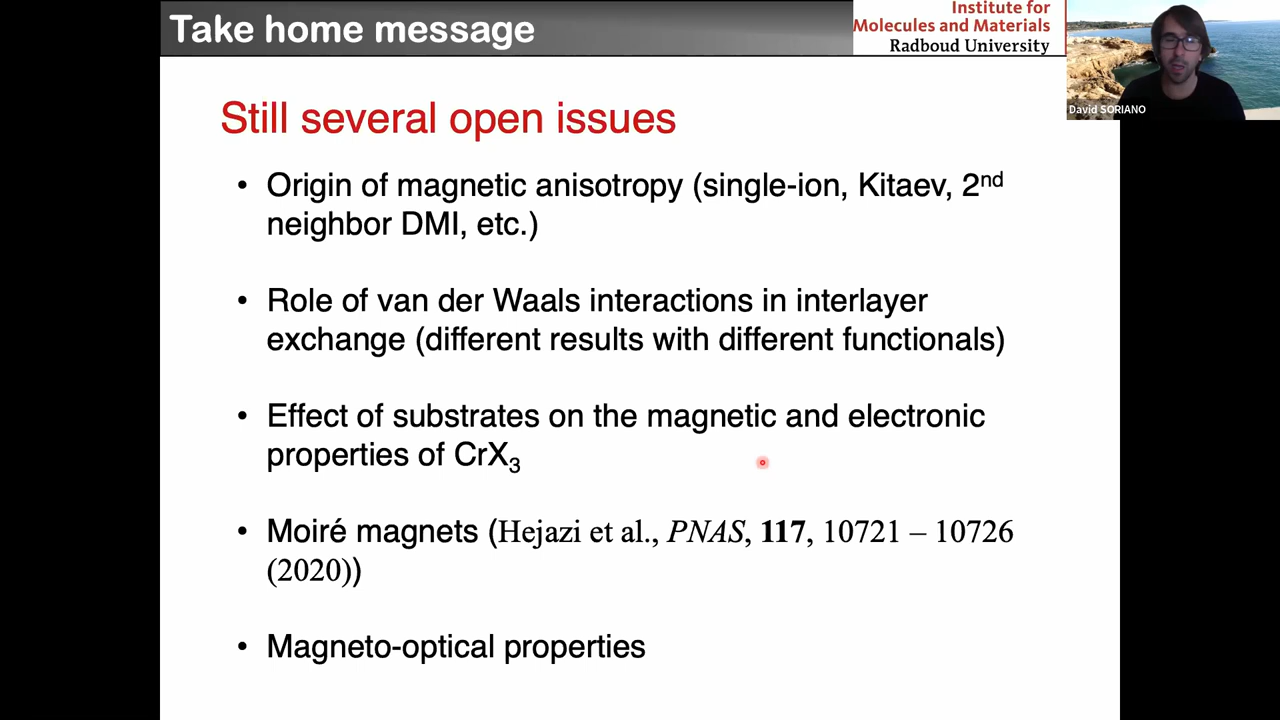 Take home message
Institute for
Molecules and Materials
Radboud University
David SORIANO
Still several open issues
• Origin of magnetic anisotropy (single-ion, Kitaev, 2nd
neighbor DMI, etc.)
• Role of van der Waals interactions in interlayer
exchange (different results with different functionals)
• Effect of substrates on the magnetic and electronic
properties of CrX3
• Moiré magnets (Hejazi et al., PNAS, 117, 10721 – 10726
(2020))
• Magneto-optical properties